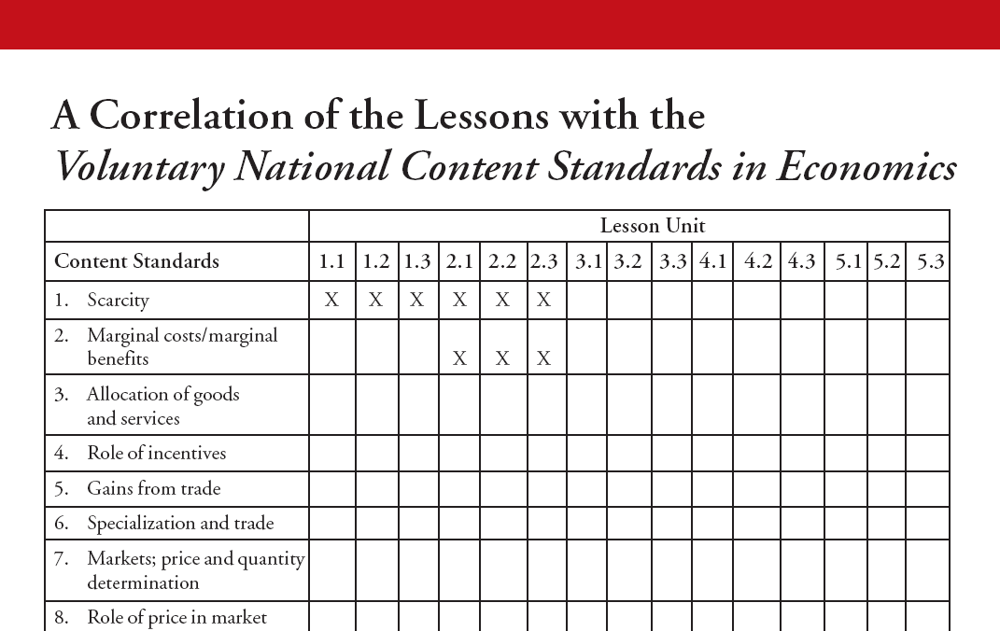 A Correlation of the Lessons with the
Voluntary National Content Standards in Economics
Lesson Unit
Content Standards 1.1 1.2 1.3 2.1 2.2 2.3 3.1 3.2 3.3 4.1 4.2 4.3 5.1 5.2 5.3
1. Scarcity X X X X X X
2. Marginal costs/marginal
benefits X X X
3. Allocation of goods
and services
4. Role of incentives
5. Gains from trade
6. Specialization and trade
7. Markets; price and quantity
determination
8. Role of price in market